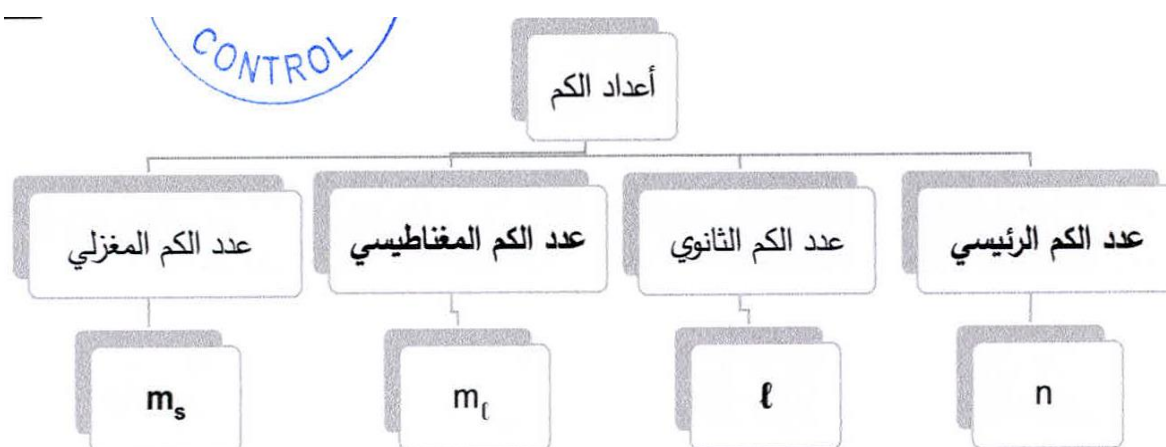 CONTROL
أعداد الكم
عدد الكم الرئيسي
عدد الكم الثانوي
عدد الكم المغناطيسي
عدد الكم المغزلي
n
ℓ
mℓ
ms